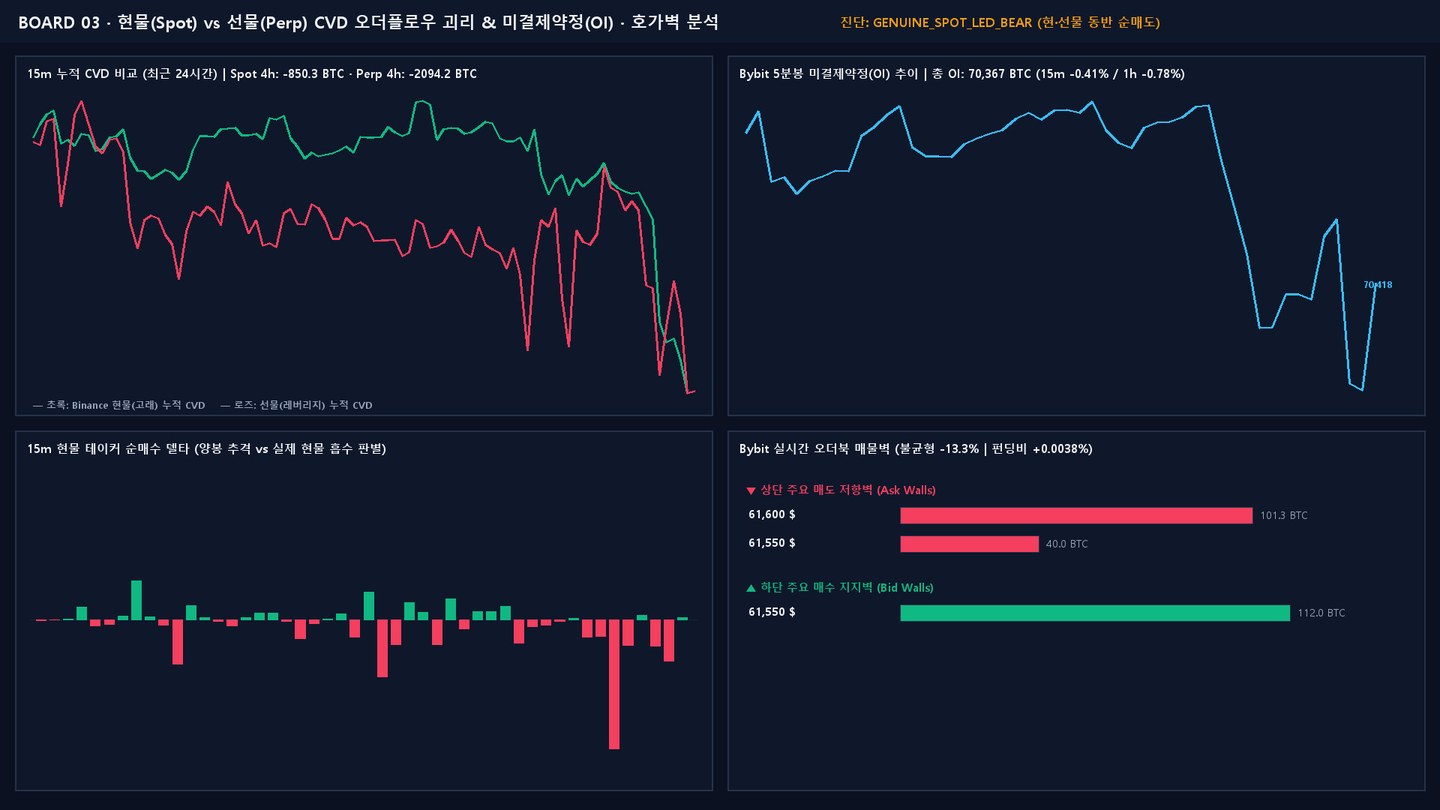 BOARD 03 · 현물(Spot) vs 선물(Perp) CVD 오더플로우 괴리 & 미결제약정(OI) · 호가벽 분석
진단: GENUINE_SPOT_LED_BEAR (현·선물 동반 순매도)
15m 누적 CVD 비교 (최근 24시간) | Spot 4h: -850.3 BTC · Perp 4h: -2094.2 BTC
— 초록: Binance 현물(고래) 누적 CVD — 로즈: 선물(레버리지) 누적 CVD
Bybit 5분봉 미결제약정(OI) 추이 | 총 OI: 70,367 BTC (15m -0.41% / 1h -0.78%)
70,418
15m 현물 테이커 순매수 델타 (양봉 추격 vs 실제 현물 흡수 판별)
Bybit 실시간 오더북 매물벽 (불균형 -13.3% | 펀딩비 +0.0038%)
▼ 상단 주요 매도 저항벽 (Ask Walls)
61,600 $ 101.3 BTC
61,550 $ 40.0 BTC
▲ 하단 주요 매수 지지벽 (Bid Walls)
61,550 $ 112.0 BTC